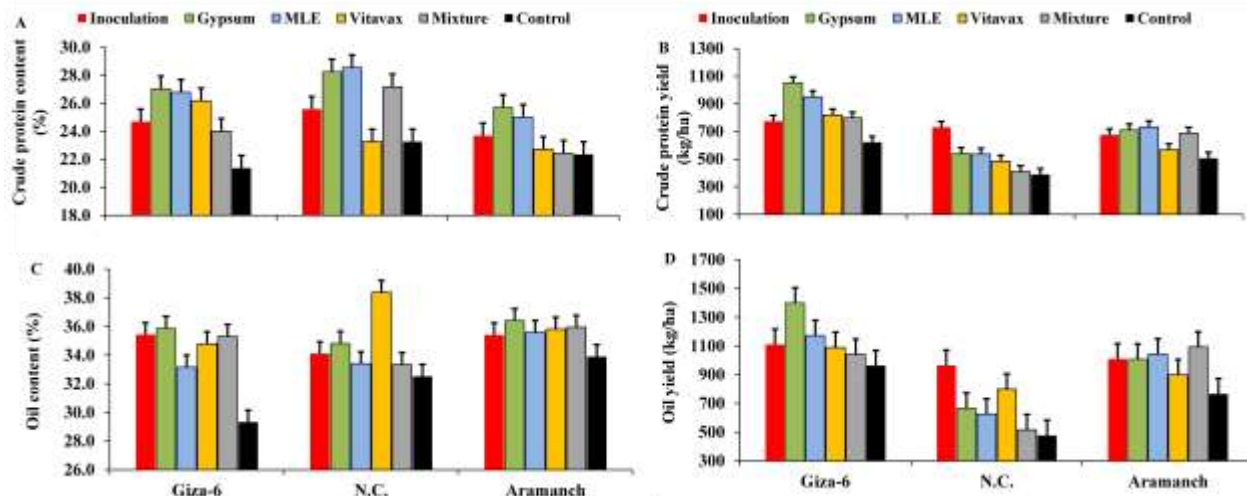 A
Inoculation Gypsum MLE Vitavax Mixture Control
Crude protein content
(%)
30.0
28.0
26.0
24.0
22.0
20.0
18.0
Inoculation Gypsum MLE Vitavax Mixture Control
B
Crude protein yield
(kg/ha)
1300
1100
900
700
500
300
100
C
Oil content (%)
40.0
38.0
36.0
34.0
32.0
30.0
28.0
26.0
Giza-6 N.C. Aramanch
D
Oil yield (kg/ha)
1700
1500
1300
1100
900
700
500
300
Giza-6 N.C. Aramanch